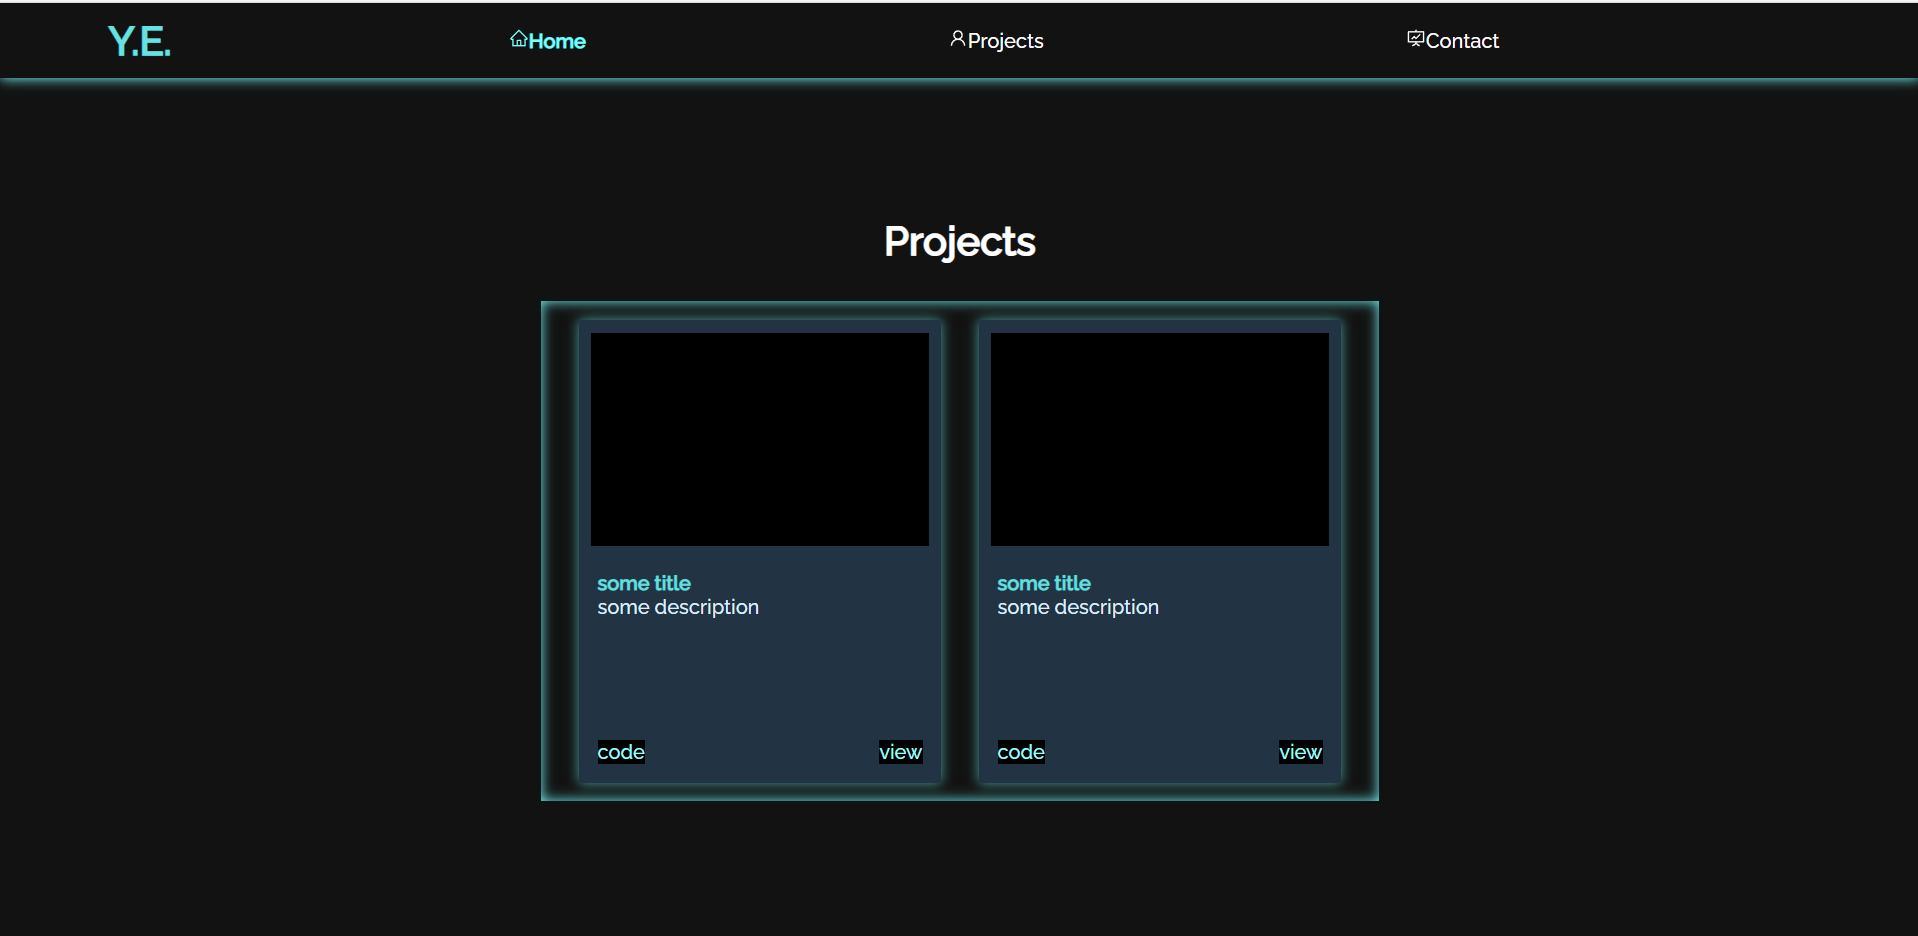 Y.E. Home Projects Contact
Projects
some title
some description
code view
some title
some description
code view